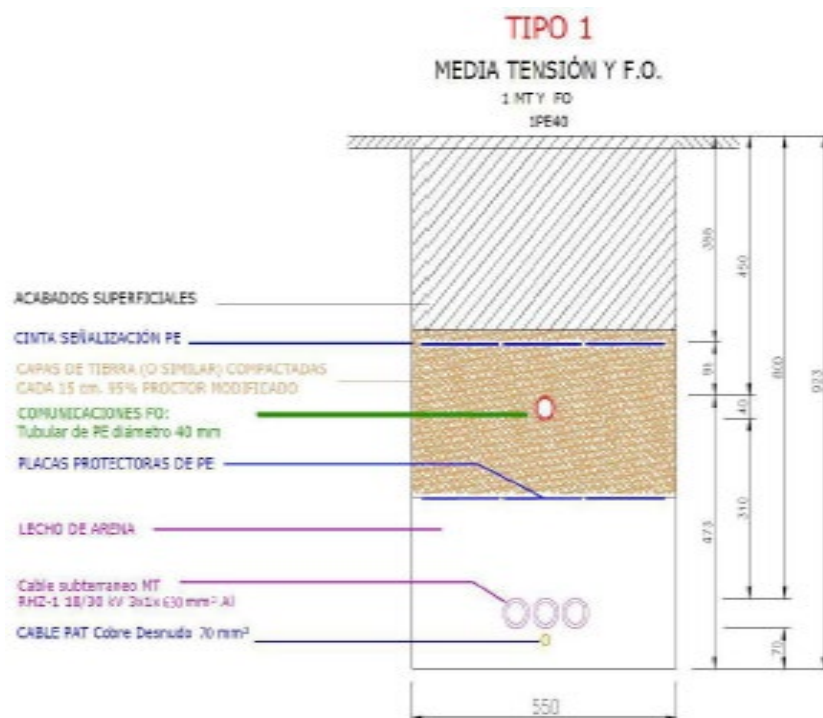 TIPO 1
MEDIA TENSIÓN Y F.O.
1 MT Y FO
1PE40
ACABADOS SUPERFICIALES
CINTA SEÑALIZACIÓN PE
CAPAS DE TIERRA (O SIMILAR) COMPACTADAS
CADA 15 cm. 95% PROCTOR MODIFICADO
COMUNICACIONES FO:
Tubular de PE diámetro 40 mm
PLACAS PROTECTORAS DE PE
LECHO DE ARENA
Cable subterraneo MT
RHZ-1 18/30 kV 3x1x630mm² Al
CABLE PAT Cobre Desnudo 70 mm²
450
800
923
40
310
473
70
550